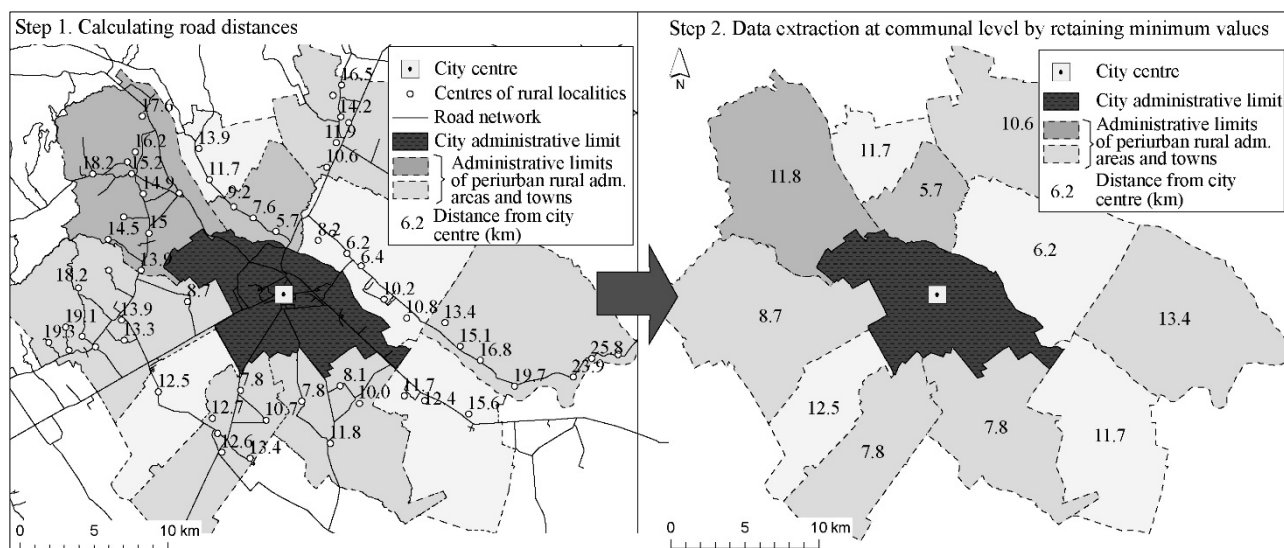 Step 1. Calculating road distances
City centre
Centres of rural localities
Road network
City administrative limit
Administrative limits
of periurban rural adm.
areas and towns
6.2 Distance from city
centre (km)
16.5
17.6
14.2
13.9
11.9
16.2
10.6
18.2 15.2
11.7
14.9
9.2
7.6
14.5 15
5.7
8.2
6.2
13.9
6.4
18.2
8.7
10.2
13.9
10.8
13.4
19.1
13.3
15.1
19.3
16.8
25.8
23.9
12.5
7.8
7.8
8.1
19.7
12.7
10.7
10.0
11.7
12.4
15.6
12.6
13.4
11.8
0 5 10 km
Step 2. Data extraction at communal level by retaining minimum values
N
City centre
City administrative limit
Administrative limits
of periurban rural adm.
areas and towns
6.2 Distance from city
centre (km)
10.6
11.7
11.8
5.7
6.2
8.7
13.4
12.5
7.8
7.8
11.7
0 5 10 km